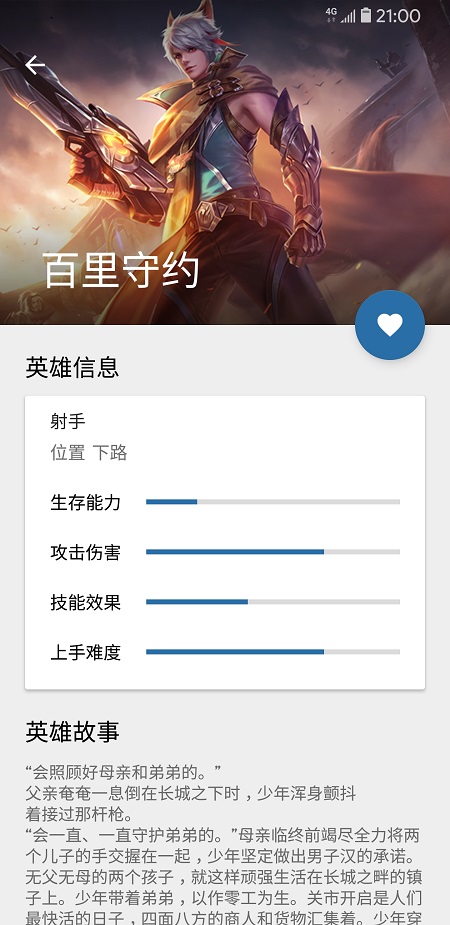 4G 21:00
百里守约
英雄信息
射手
位置 下路
生存能力
攻击伤害
技能效果
上手难度
英雄故事
“会照顾好母亲和弟弟的。”
父亲奄奄一息倒在长城之下时，少年浑身颤抖
着接过那杆枪。
“会一直、一直守护弟弟的。”母亲临终前竭尽全力将两
个儿子的手交握在一起，少年坚定做出男子汉的承诺。
无父无母的两个孩子，就这样顽强生活在长城之畔的镇
子上。少年带着弟弟，以作零工为生。关市开启是人们
最快活的日子，四面八方的商人和货物汇集着。少年穿